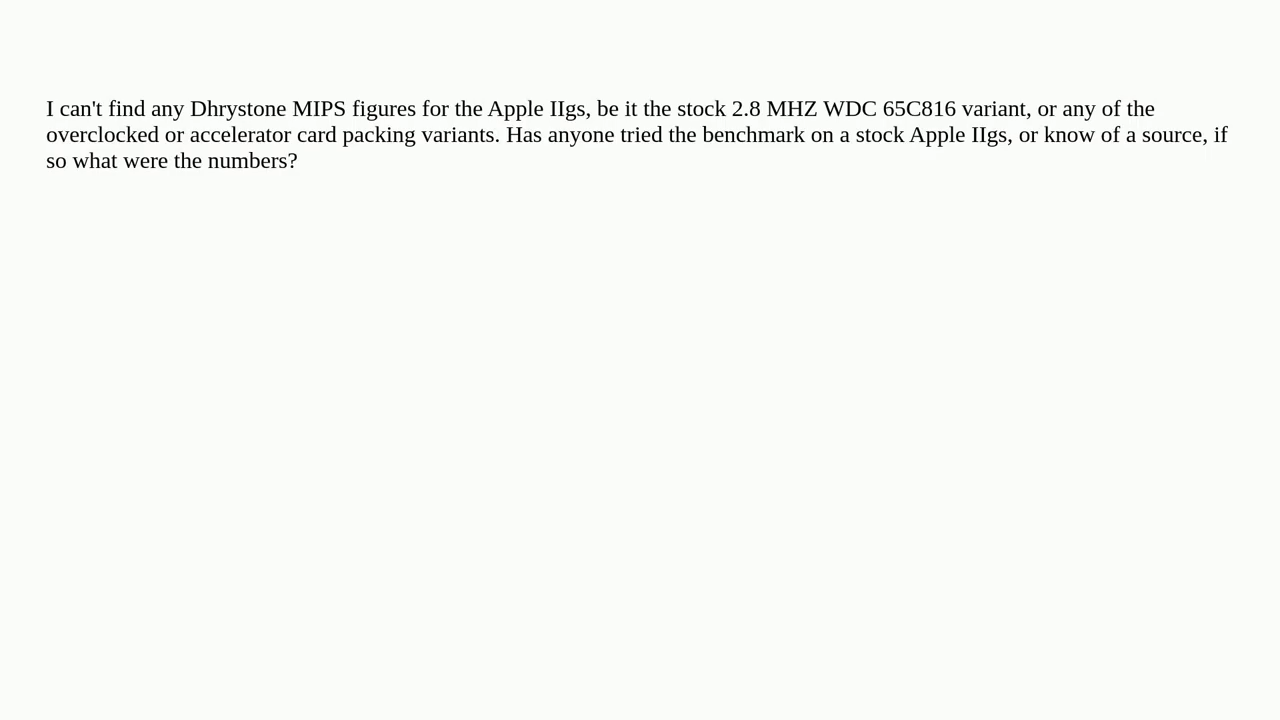 I can't find any Dhrystone MIPS figures for the Apple IIgs, be it the stock 2.8 MHZ WDC 65C816 variant, or any of the
overclocked or accelerator card packing variants. Has anyone tried the benchmark on a stock Apple IIgs, or know of a source, if
so what were the numbers?